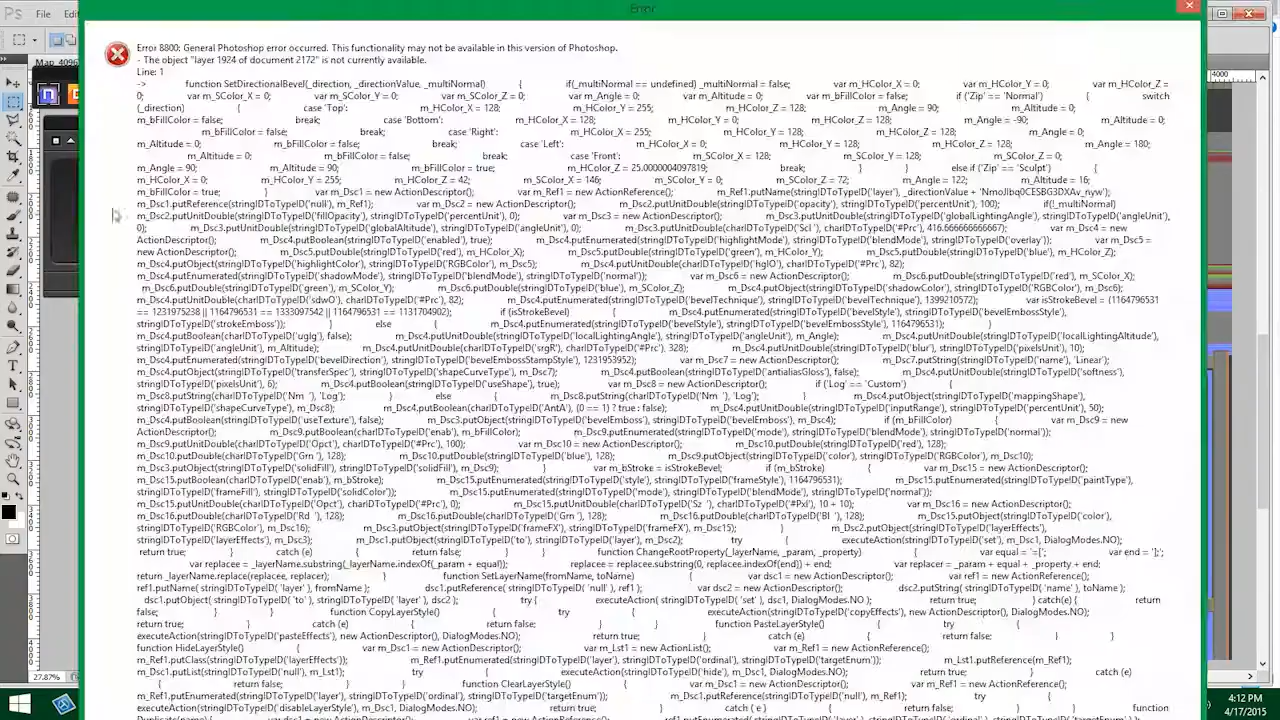 Error
Ps File Edit
Map_4096
4000
Error 8800: General Photoshop error occurred. This functionality may not be available in this version of Photoshop.
- The object "layer 1924 of document 2172" is not currently available.
Line: 1
-> function SetDirectionalBevel(_direction, _directionValue, _multiNormal) { if(_multiNormal == undefined) _multiNormal = false; var m_HColor_X = 0; var m_HColor_Y = 0; var m_HColor_Z =
0; var m_SColor_X = 0; var m_SColor_Y = 0; var m_SColor_Z = 0; var m_Angle = 0; var m_Altitude = 0; var m_bFillColor = false; if ('Zip' == 'Normal') { switch
(_direction) { case 'Top': m_HColor_X = 128; m_HColor_Y = 255; m_HColor_Z = 128; m_Angle = 90; m_Altitude = 0;
m_bFillColor = false; break; case 'Bottom': m_HColor_X = 128; m_HColor_Y = 0; m_HColor_Z = 128; m_Angle = -90; m_Altitude = 0;
m_bFillColor = false; break; case 'Right': m_HColor_X = 255; m_HColor_Y = 128; m_HColor_Z = 128; m_Angle = 0;
m_Altitude = 0; m_bFillColor = false; break; case 'Left': m_HColor_X = 0; m_HColor_Y = 128; m_HColor_Z = 128; m_Angle = 180;
m_Altitude = 0; m_bFillColor = false; break; case 'Front': m_SColor_X = 128; m_SColor_Y = 128; m_SColor_Z = 128;
m_Angle = 90; m_Altitude = 90; m_bFillColor = true; m_HColor_Z = 25.0000004097819; break; } else if ('Zip' == 'Sculpt') {
m_HColor_X = 0; m_HColor_Y = 255; m_HColor_Z = 42; m_SColor_X = 146; m_SColor_Y = 0; m_SColor_Z = 72; m_Angle = 122; m_Altitude = 16;
m_bFillColor = true; } var m_Dsc1 = new ActionDescriptor(); var m_Ref1 = new ActionReference(); m_Ref1.putName(stringIDToTypeID('layer'), _directionValue + 'NmoJlbq0CESBG3DXAv_nyw');
m_Dsc1.putReference(stringIDToTypeID('null'), m_Ref1); var m_Dsc2 = new ActionDescriptor(); m_Dsc2.putUnitDouble(stringIDToTypeID('opacity'), stringIDToTypeID('percentUnit'), 100); if(!_multiNormal)
m_Dsc2.putUnitDouble(stringIDToTypeID('fillOpacity'), stringIDToTypeID('percentUnit'), 0); var m_Dsc3 = new ActionDescriptor(); m_Dsc3.putUnitDouble(stringIDToTypeID('globalLightingAngle'), stringIDToTypeID('angleUnit'),
0); m_Dsc3.putUnitDouble(stringIDToTypeID('globalAltitude'), stringIDToTypeID('angleUnit'), 0); m_Dsc3.putUnitDouble(charIDToTypeID('Scl '), charIDToTypeID('#Prc'), 416.666666666667); var m_Dsc4 = new
ActionDescriptor(); m_Dsc4.putBoolean(stringIDToTypeID('enabled'), true); m_Dsc4.putEnumerated(stringIDToTypeID('highlightMode'), stringIDToTypeID('blendMode'), stringIDToTypeID('overlay')); var m_Dsc5 =
new ActionDescriptor(); m_Dsc5.putDouble(stringIDToTypeID('red'), m_HColor_X); m_Dsc5.putDouble(stringIDToTypeID('green'), m_HColor_Y); m_Dsc5.putDouble(stringIDToTypeID('blue'), m_HColor_Z);
m_Dsc4.putObject(stringIDToTypeID('highlightColor'), stringIDToTypeID('RGBColor'), m_Dsc5); m_Dsc4.putUnitDouble(charIDToTypeID('hglO'), charIDToTypeID('#Prc'), 82);
m_Dsc4.putEnumerated(stringIDToTypeID('shadowMode'), stringIDToTypeID('blendMode'), stringIDToTypeID('normal')); var m_Dsc6 = new ActionDescriptor(); m_Dsc6.putDouble(stringIDToTypeID('red'), m_SColor_X);
m_Dsc6.putDouble(stringIDToTypeID('green'), m_SColor_Y); m_Dsc6.putDouble(stringIDToTypeID('blue'), m_SColor_Z); m_Dsc4.putObject(stringIDToTypeID('shadowColor'), stringIDToTypeID('RGBColor'), m_Dsc6);
m_Dsc4.putUnitDouble(charIDToTypeID('sdwO'), charIDToTypeID('#Prc'), 82); m_Dsc4.putEnumerated(stringIDToTypeID('bevelTechnique'), stringIDToTypeID('bevelTechnique'), 1399210572); var isStrokeBevel = (1164796531
== 1231975238 || 1164796531 == 1333097542 || 1164796531 == 1131704902); if (isStrokeBevel) { m_Dsc4.putEnumerated(stringIDToTypeID('bevelStyle'), stringIDToTypeID('bevelEmbossStyle'),
stringIDToTypeID('strokeEmboss')); } else { m_Dsc4.putEnumerated(stringIDToTypeID('bevelStyle'), stringIDToTypeID('bevelEmbossStyle'), 1164796531); }
m_Dsc4.putBoolean(charIDToTypeID('uglg'), false); m_Dsc4.putUnitDouble(stringIDToTypeID('localLightingAngle'), stringIDToTypeID('angleUnit'), m_Angle); m_Dsc4.putUnitDouble(stringIDToTypeID('localLightingAltitude'),
stringIDToTypeID('angleUnit'), m_Altitude); m_Dsc4.putUnitDouble(charIDToTypeID('srgR'), charIDToTypeID('#Prc'), 328); m_Dsc4.putUnitDouble(stringIDToTypeID('blur'), stringIDToTypeID('pixelsUnit'), 10);
m_Dsc4.putEnumerated(stringIDToTypeID('bevelDirection'), stringIDToTypeID('bevelEmbossStampStyle'), 1231953952); var m_Dsc7 = new ActionDescriptor(); m_Dsc7.putString(stringIDToTypeID('name'), 'Linear');
m_Dsc4.putObject(stringIDToTypeID('transferSpec'), stringIDToTypeID('shapeCurveType'), m_Dsc7); m_Dsc4.putBoolean(stringIDToTypeID('antialiasGloss'), false); m_Dsc4.putUnitDouble(stringIDToTypeID('softness'),
stringIDToTypeID('pixelsUnit'), 6); m_Dsc4.putBoolean(stringIDToTypeID('useShape'), true); var m_Dsc8 = new ActionDescriptor(); if ('Log' == 'Custom') {
m_Dsc8.putString(charIDToTypeID('Nm '), 'Log'); } else { m_Dsc8.putString(charIDToTypeID('Nm '), 'Log'); } m_Dsc4.putObject(stringIDToTypeID('mappingShape'),
stringIDToTypeID('shapeCurveType'), m_Dsc8); m_Dsc4.putBoolean(charIDToTypeID('AntA'), (0 == 1) ? true : false); m_Dsc4.putUnitDouble(stringIDToTypeID('inputRange'), stringIDToTypeID('percentUnit'), 50);
m_Dsc4.putBoolean(stringIDToTypeID('useTexture'), false); m_Dsc3.putObject(stringIDToTypeID('bevelEmboss'), stringIDToTypeID('bevelEmboss'), m_Dsc4); if (m_bFillColor) { var m_Dsc9 = new
ActionDescriptor(); m_Dsc9.putBoolean(charIDToTypeID('enab'), m_bFillColor); m_Dsc9.putEnumerated(stringIDToTypeID('mode'), stringIDToTypeID('blendMode'), stringIDToTypeID('normal'));
m_Dsc9.putUnitDouble(charIDToTypeID('Opct'), charIDToTypeID('#Prc'), 100); var m_Dsc10 = new ActionDescriptor(); m_Dsc10.putDouble(stringIDToTypeID('red'), 128);
m_Dsc10.putDouble(charIDToTypeID('Grn '), 128); m_Dsc10.putDouble(stringIDToTypeID('blue'), 128); m_Dsc9.putObject(stringIDToTypeID('color'), stringIDToTypeID('RGBColor'), m_Dsc10);
m_Dsc3.putObject(stringIDToTypeID('solidFill'), stringIDToTypeID('solidFill'), m_Dsc9); } var m_bStroke = isStrokeBevel; if (m_bStroke) { var m_Dsc15 = new ActionDescriptor();
m_Dsc15.putBoolean(charIDToTypeID('enab'), m_bStroke); m_Dsc15.putEnumerated(stringIDToTypeID('style'), stringIDToTypeID('frameStyle'), 1164796531); m_Dsc15.putEnumerated(stringIDToTypeID('paintType'),
stringIDToTypeID('frameFill'), stringIDToTypeID('solidColor')); m_Dsc15.putEnumerated(stringIDToTypeID('mode'), stringIDToTypeID('blendMode'), stringIDToTypeID('normal'));
m_Dsc15.putUnitDouble(charIDToTypeID('Opct'), charIDToTypeID('#Prc'), 0); m_Dsc15.putUnitDouble(charIDToTypeID('Sz '), charIDToTypeID('#Pxl'), 10 + 10); var m_Dsc16 = new ActionDescriptor();
m_Dsc16.putDouble(charIDToTypeID('Rd '), 128); m_Dsc16.putDouble(charIDToTypeID('Grn '), 128); m_Dsc16.putDouble(charIDToTypeID('Bl '), 128); m_Dsc15.putObject(stringIDToTypeID('color'),
stringIDToTypeID('RGBColor'), m_Dsc16); m_Dsc3.putObject(stringIDToTypeID('frameFX'), stringIDToTypeID('frameFX'), m_Dsc15); } m_Dsc2.putObject(stringIDToTypeID('layerEffects'),
stringIDToTypeID('layerEffects'), m_Dsc3); m_Dsc1.putObject(stringIDToTypeID('to'), stringIDToTypeID('layer'), m_Dsc2); try { executeAction(stringIDToTypeID('set'), m_Dsc1, DialogModes.NO);
return true; } catch (e) { return false; } } function ChangeRootProperty(_layerName, _param, _property) { var equal = '=['; var end = '];';
var replacee = _layerName.substring(_layerName.indexOf(_param + equal)); replacee = replacee.substring(0, replacee.indexOf(end)) + end; var replacer = _param + equal + _property + end;
return _layerName.replace(replacee, replacer); } function SetLayerName(fromName, toName) { var dsc1 = new ActionDescriptor(); var ref1 = new ActionReference();
ref1.putName( stringIDToTypeID( 'layer' ), fromName ); dsc1.putReference( stringIDToTypeID( 'null' ), ref1 ); var dsc2 = new ActionDescriptor(); dsc2.putString( stringIDToTypeID( 'name' ), toName );
dsc1.putObject( stringIDToTypeID( 'to' ), stringIDToTypeID( 'layer' ), dsc2 ); try { executeAction( stringIDToTypeID( 'set' ), dsc1, DialogModes.NO ); return true; } catch(e) { return
false; } } function CopyLayerStyle() { try { executeAction(stringIDToTypeID('copyEffects'), new ActionDescriptor(), DialogModes.NO);
return true; } catch (e) { return false; } } function PasteLayerStyle() { try {
executeAction(stringIDToTypeID('pasteEffects'), new ActionDescriptor(), DialogModes.NO); return true; } catch (e) { return false; } }
function HideLayerStyle() { var m_Dsc1 = new ActionDescriptor(); var m_Lst1 = new ActionList(); var m_Ref1 = new ActionReference();
m_Ref1.putClass(stringIDToTypeID('layerEffects')); m_Ref1.putEnumerated(stringIDToTypeID('layer'), stringIDToTypeID('ordinal'), stringIDToTypeID('targetEnum')); m_Lst1.putReference(m_Ref1);
m_Dsc1.putList(stringIDToTypeID('null'), m_Lst1); try { executeAction(stringIDToTypeID('hide'), m_Dsc1, DialogModes.NO); return true; } catch (e)
{ return false; } } function ClearLayerStyle() { var m_Dsc1 = new ActionDescriptor(); var m_Ref1 = new ActionReference();
m_Ref1.putEnumerated(stringIDToTypeID('layer'), stringIDToTypeID('ordinal'), stringIDToTypeID('targetEnum')); m_Dsc1.putReference(stringIDToTypeID('null'), m_Ref1); try {
executeAction(stringIDToTypeID('disableLayerStyle'), m_Dsc1, DialogModes.NO); return true; } catch ( e ) { return false; } } function
27.87%
4:12 PM
4/17/2015